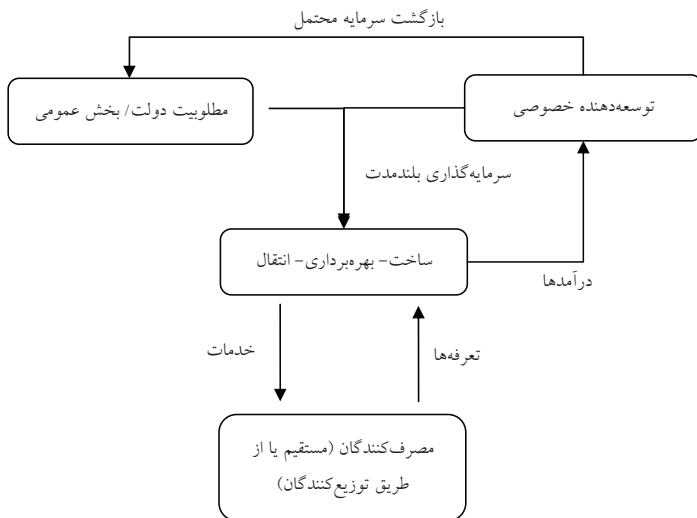 بازگشت سرمایه محتمل
توسعه‌دهنده خصوصی
مطلوبیت دولت/ بخش عمومی
سرمایه‌گذاری بلندمدت
ساخت- بهره‌برداری- انتقال
درآمدها
خدمات
تعرفه‌ها
مصرف‌کنندگان (مستقیم یا از
طریق توزیع‌کنندگان)